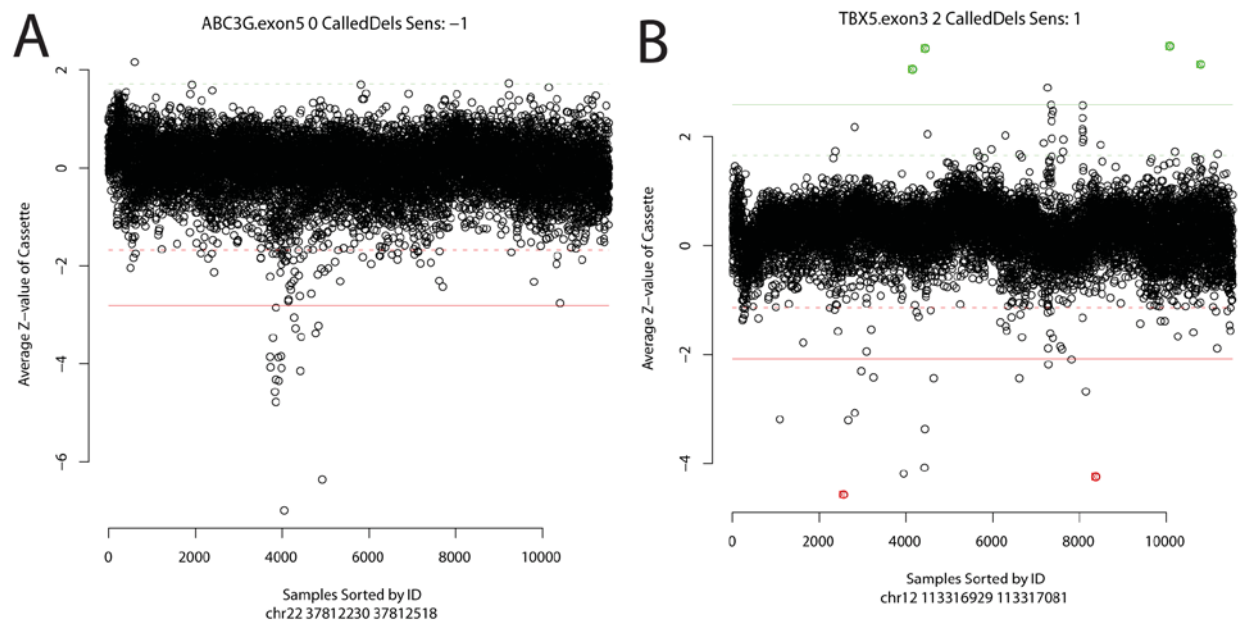 A
ABC3G.exon5 0 CalledDels Sens: −1
Average Z−value of Cassette
2
0
−2
−4
−6
0 2000 4000 6000 8000 10000
Samples Sorted by ID
chr22 37812230 37812518
B
TBX5.exon3 2 CalledDels Sens: 1
Average Z−value of Cassette
2
0
−2
−4
0 2000 4000 6000 8000 10000
Samples Sorted by ID
chr12 113316929 113317081